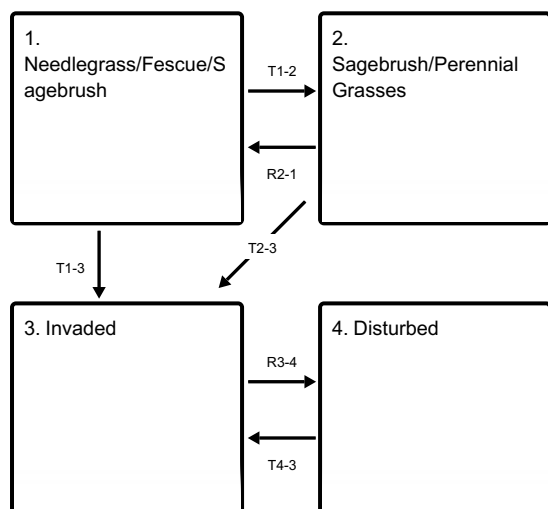 1.
Needlegrass/Fescue/S
agebrush
T1-2
2.
Sagebrush/Perennial
Grasses
R2-1
T2-3
T1-3
3. Invaded
R3-4
4. Disturbed
T4-3